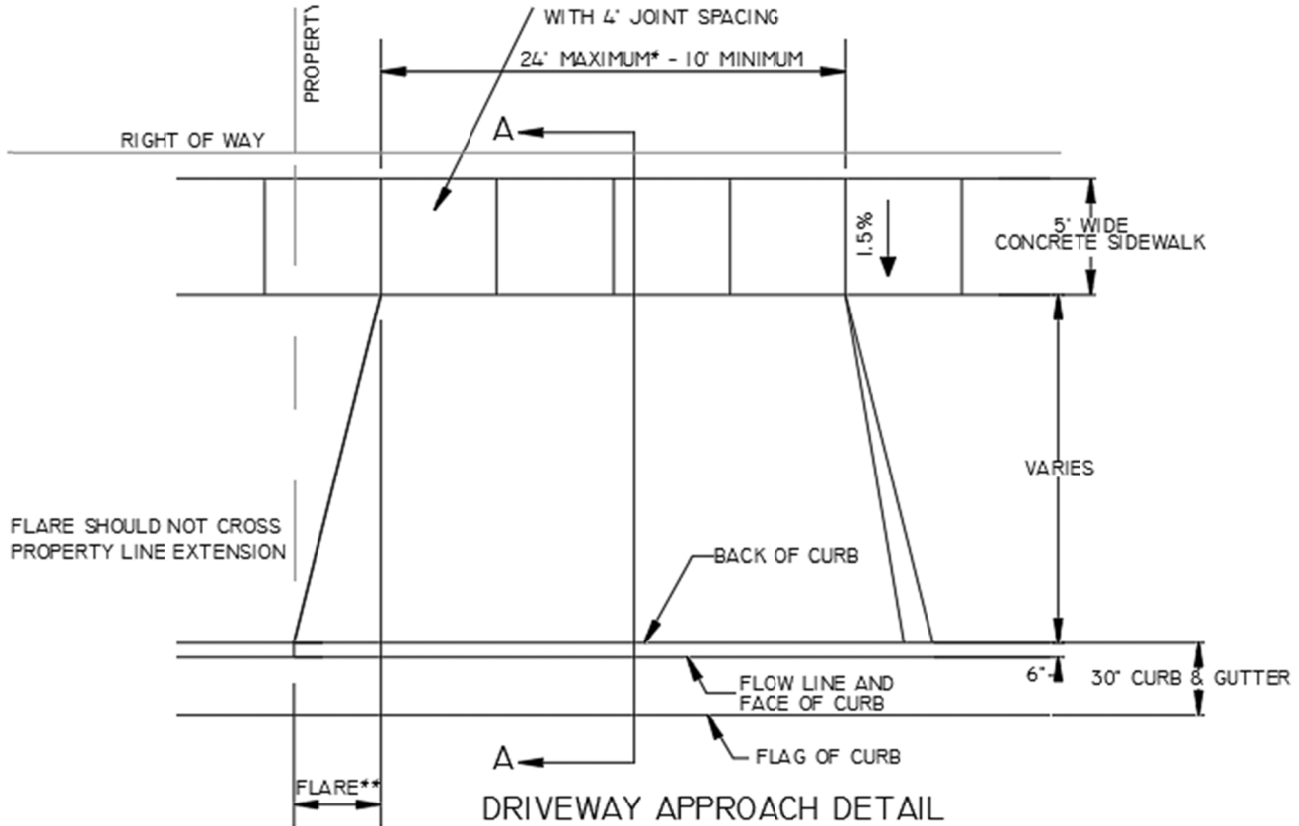 WITH 4' JOINT SPACING
PROPERTY
24' MAXIMUM* - 10' MINIMUM
A
RIGHT OF WAY
1.5%
5' WIDE
CONCRETE SIDEWALK
VARIES
FLARE SHOULD NOT CROSS
PROPERTY LINE EXTENSION
BACK OF CURB
6"
30" CURB & GUTTER
FLOW LINE AND
FACE OF CURB
A
FLAG OF CURB
FLARE**
DRIVEWAY APPROACH DETAIL